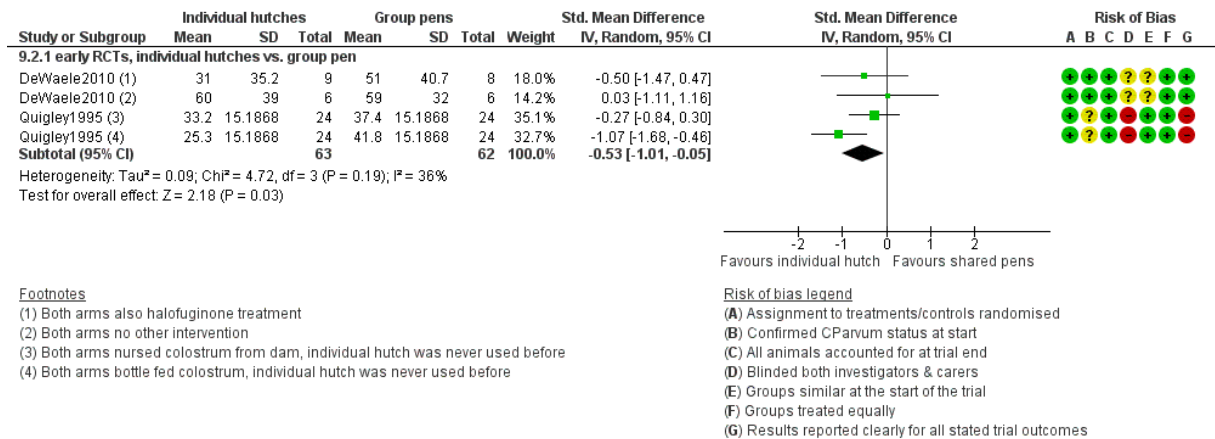 Individual hutches Group pens Std. Mean Difference Std. Mean Difference Risk of Bias
Study or Subgroup Mean SD Total Mean SD Total Weight IV, Random, 95% CI IV, Random, 95% CI A B C D E F G
9.2.1 early RCTs, individual hutches vs. group pen
DeWaele2010 (1) 31 35.2 9 51 40.7 8 18.0% -0.50 [-1.47, 0.47] + + + ? ? + +
DeWaele2010 (2) 60 39 6 59 32 6 14.2% 0.03 [-1.11, 1.16] + + + ? ? + +
Quigley1995 (3) 33.2 15.1868 24 37.4 15.1868 24 35.1% -0.27 [-0.84, 0.30] + ? + - + + -
Quigley1995 (4) 25.3 15.1868 24 41.8 15.1868 24 32.7% -1.07 [-1.68, -0.46] + ? - - + + -
Subtotal (95% CI) 63 62 100.0% -0.53 [-1.01, -0.05]
Heterogeneity: Tau² = 0.09; Chi² = 4.72, df = 3 (P = 0.19); I² = 36%
Test for overall effect: Z = 2.18 (P = 0.03)
-2 -1 0 1 2
Favours individual hutch Favours shared pens
Footnotes
(1) Both arms also halofuginone treatment
(2) Both arms no other intervention
(3) Both arms nursed colostrum from dam, individual hutch was never used before
(4) Both arms bottle fed colostrum, individual hutch was never used before
Risk of bias legend
(A) Assignment to treatments/controls randomised
(B) Confirmed CParvum status at start
(C) All animals accounted for at trial end
(D) Blinded both investigators & carers
(E) Groups similar at the start of the trial
(F) Groups treated equally
(G) Results reported clearly for all stated trial outcomes